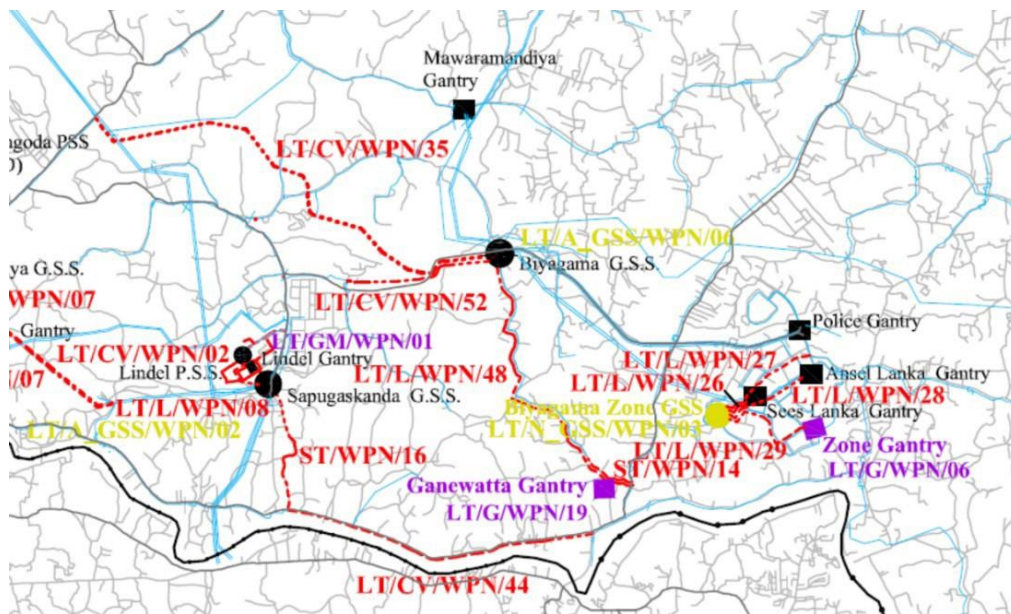 Mawaramandiya
Gantry
ngoda PSS
)
LT/CV/WPN/35
LT/A_GSS/WPN/06
Biyagama G.S.S.
ya G.S.S.
WPN/07
LT/CV/WPN/52
Gantry
LT/GM/WPN/01
LT/CV/WPN/02
Lindel Gantry
Lindel P.S.S.
/07
LT/L/WPN/08
Sapugaskanda G.S.S.
LT/A_GSS/WPN/02
LT/L/WPN/48
Police Gantry
LT/L/WPN/27
LT/L/WPN/26
Ansel Lanka Gantry
LT/L/WPN/28
Sees Lanka Gantry
Biyagama Zone GSS
LT/N_GSS/WPN/03
LT/L/WPN/29
Zone Gantry
LT/G/WPN/06
ST/WPN/16
ST/WPN/14
Ganewatta Gantry
LT/G/WPN/19
LT/CV/WPN/44